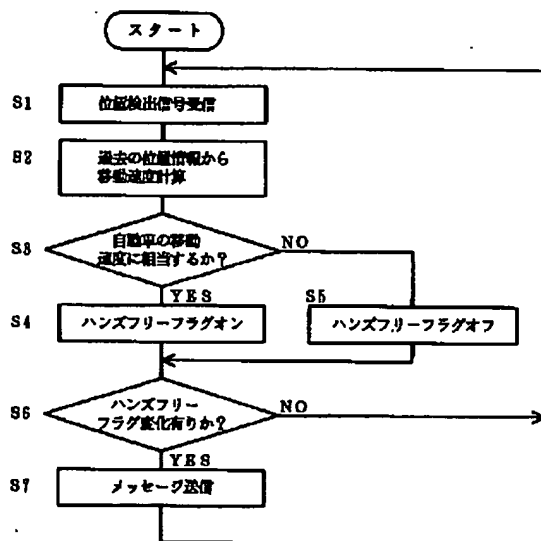 スタート
S1
位置検出信号受信
S2
過去の位置情報から
移動速度計算
S3
自動車の移動
速度に相当するか？
NO
YES
S4
ハンズフリーフラグオン
S5
ハンズフリーフラグオフ
S6
ハンズフリー
フラグ変化有りか？
NO
YES
S7
メッセージ送信